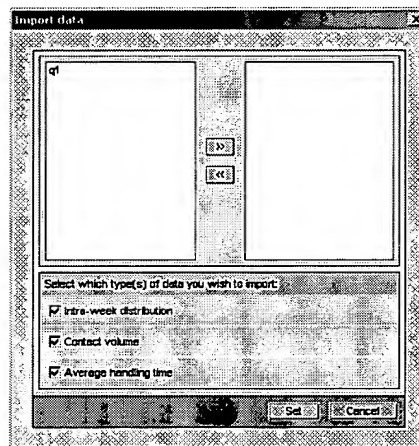 Import data
q1
>>
<<
Select which type(s) of data you wish to import:
Intra-week distribution
Contact volume
Average handling time
Set Cancel